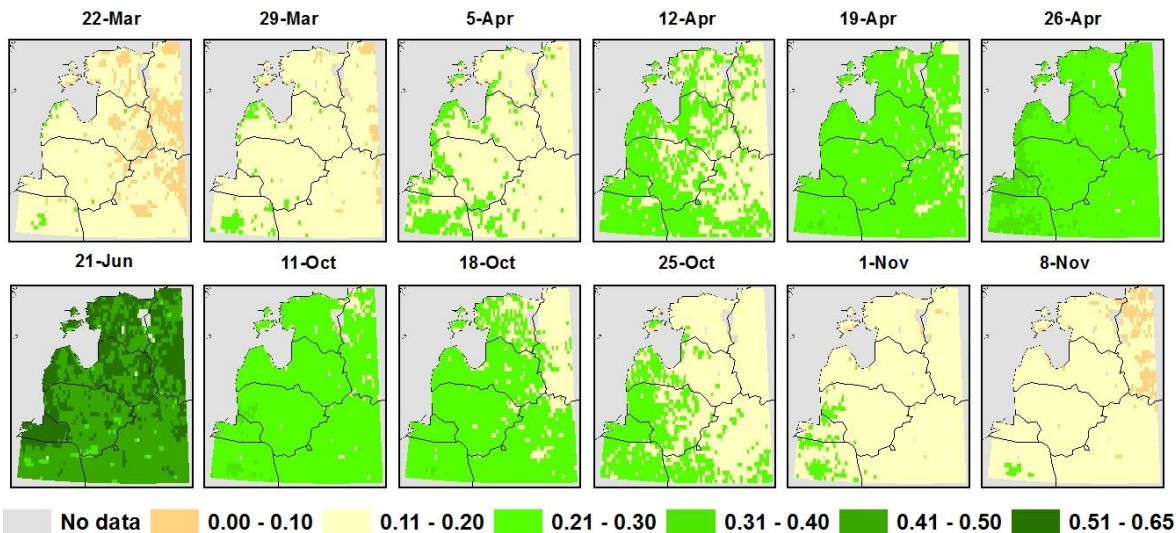 22-Mar 29-Mar 5-Apr 12-Apr 19-Apr 26-Apr
21-Jun 11-Oct 18-Oct 25-Oct 1-Nov 8-Nov
No data 0.00 - 0.10 0.11 - 0.20 0.21 - 0.30 0.31 - 0.40 0.41 - 0.50 0.51 - 0.65